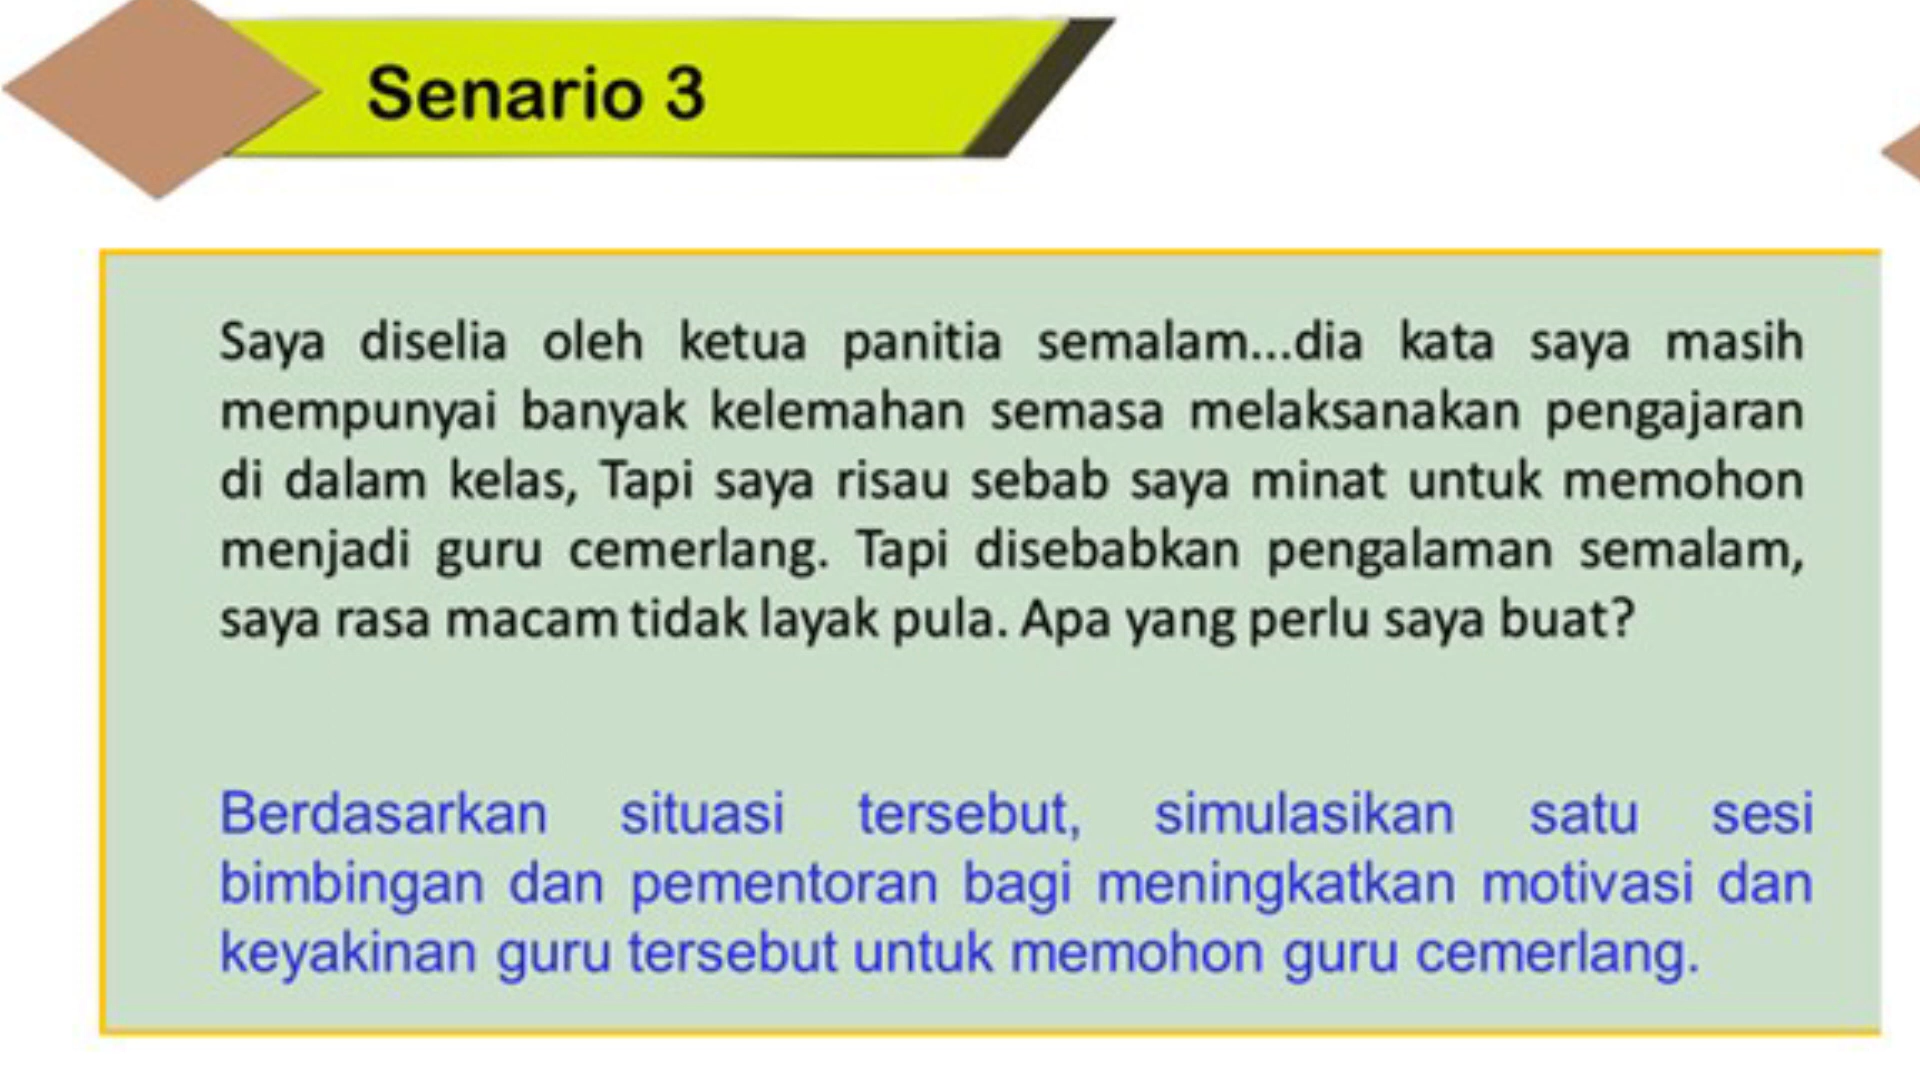 Senario 3
Saya diselia oleh ketua panitia semalam...dia kata saya masih
mempunyai banyak kelemahan semasa melaksanakan pengajaran
di dalam kelas, Tapi saya risau sebab saya minat untuk memohon
menjadi guru cemerlang. Tapi disebabkan pengalaman semalam,
saya rasa macam tidak layak pula. Apa yang perlu saya buat?
Berdasarkan situasi tersebut, simulasikan satu sesi
bimbingan dan pementoran bagi meningkatkan motivasi dan
keyakinan guru tersebut untuk memohon guru cemerlang.